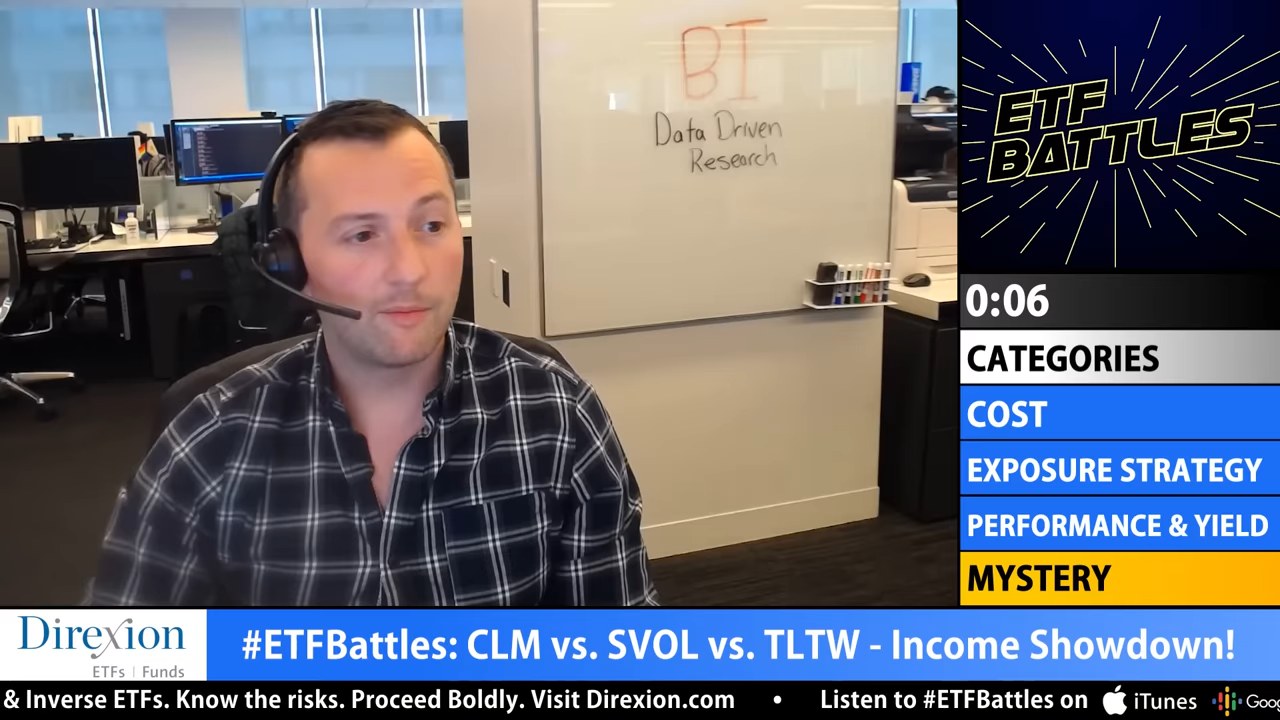 BI
Data Driven
Research
ETF
BATTLES
0:06
CATEGORIES
COST
EXPOSURE STRATEGY
PERFORMANCE & YIELD
MYSTERY
Direxion
ETFs | Funds
#ETFBattles: CLM vs. SVOL vs. TLTW - Income Showdown!
& Inverse ETFs. Know the risks. Proceed Boldly. Visit Direxion.com • Listen to #ETFBattles on iTunes Goog